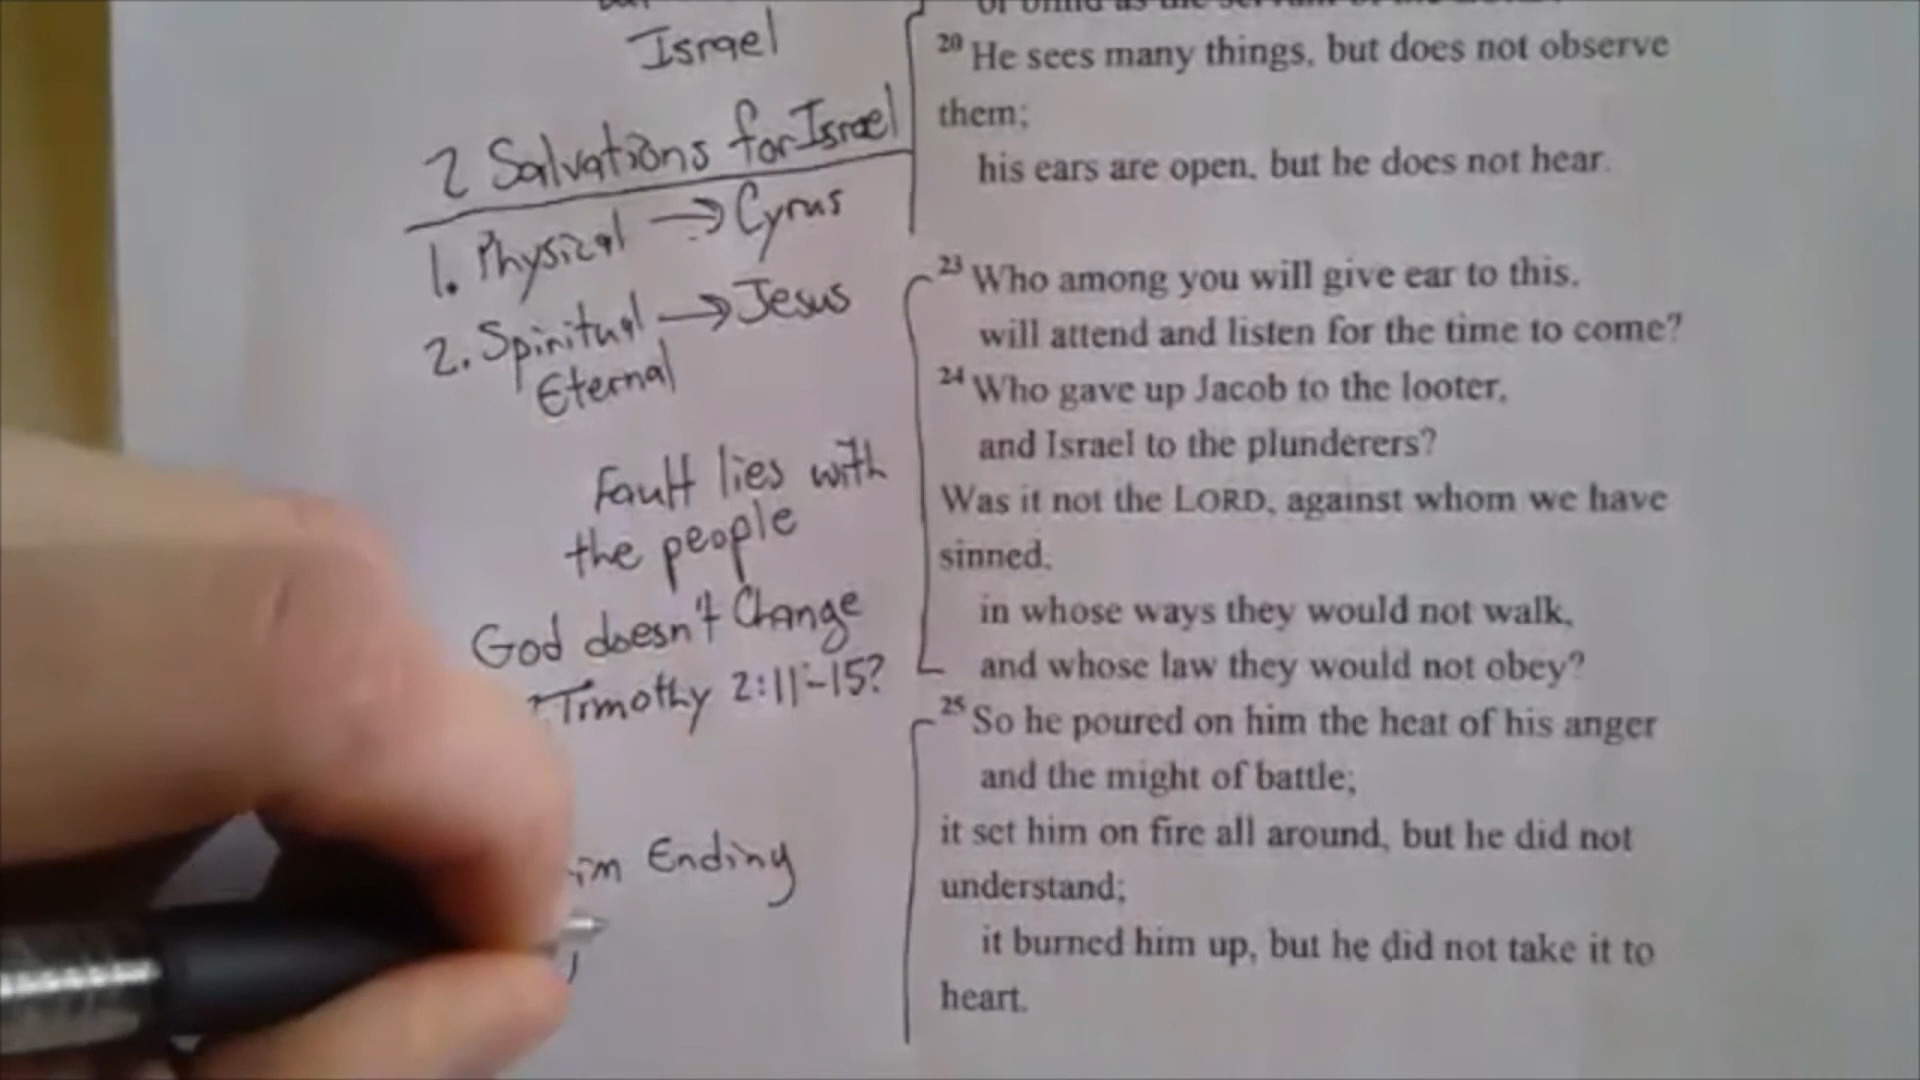 Israel
2 Salvations for Israel
1. Physical → Cyrus
2. Spiritual → Jesus
Eternal
Fault lies with
the people
God doesn't Change
Timothy 2:11-15?
Ending
20 He sees many things, but does not observe
them;
his ears are open, but he does not hear.
23 Who among you will give ear to this,
will attend and listen for the time to come?
24 Who gave up Jacob to the looter,
and Israel to the plunderers?
Was it not the LORD, against whom we have
sinned,
in whose ways they would not walk,
and whose law they would not obey?
25 So he poured on him the heat of his anger
and the might of battle;
it set him on fire all around, but he did not
understand;
it burned him up, but he did not take it to
heart.